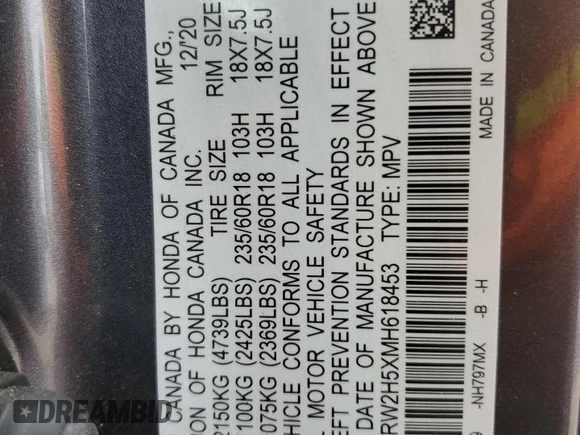 CANADA BY HONDA OF CANADA MFG.,
ION OF HONDA CANADA INC. 12/20
TIRE SIZE RIM SIZE
2150KG (4739LBS)
100KG (2425LBS) 235/60R18 103H 18X7.5J
075KG (2369LBS) 235/60R18 103H 18X7.5J
HICLE CONFORMS TO ALL APPLICABLE
MOTOR VEHICLE SAFETY
EFT PREVENTION STANDARDS IN EFFECT
DATE OF MANUFACTURE SHOWN ABOVE
RW2H5XMH618453 TYPE: MPV
9 -NH797MX -B -H
MADE IN CANADA
DREAMBID
DREAMBID.COM